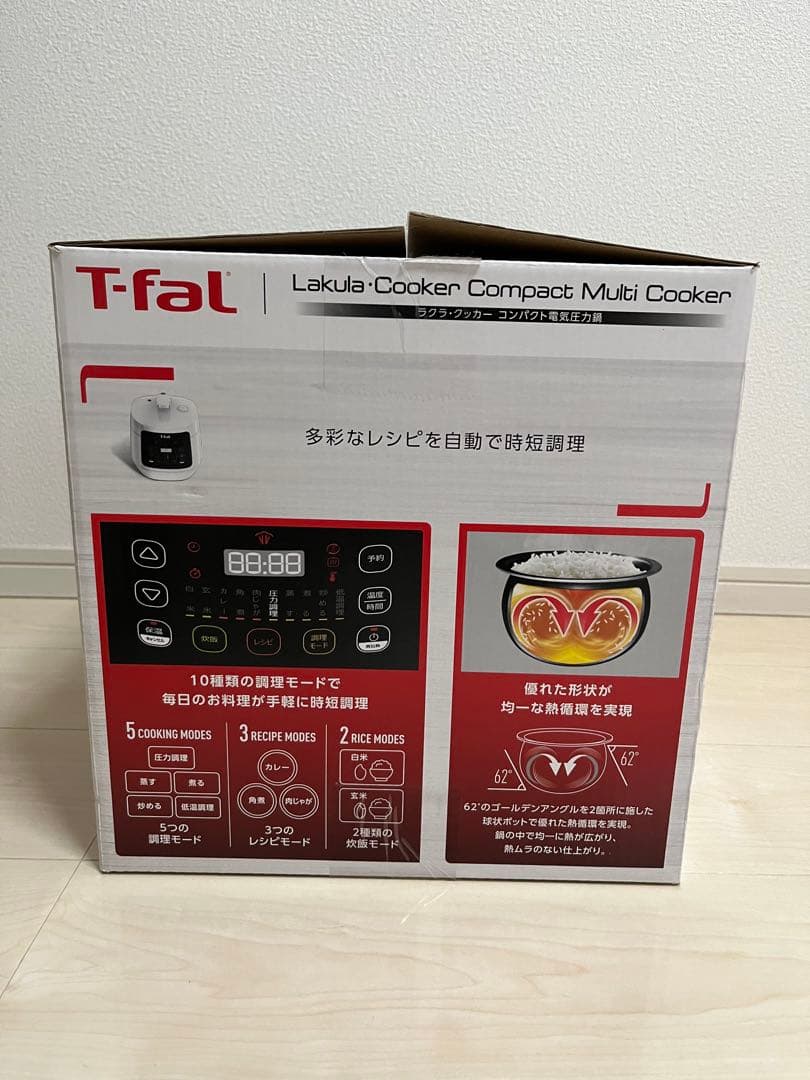 T-fal
Lakula・Cooker Compact Multi Cooker
ラクラ・クッカー コンパクト電気圧力鍋
T-fal
多彩なレシピを自動で時短調理
88:88
予約
温度
時間
保温
キャンセル
白米
玄米
カレー
角煮
肉じゃが
圧力調理
蒸す
煮る
炒める
低温調理
炊飯
レシピ
調理
モード
10種類の調理モードで
毎日のお料理が手軽に時短調理
5 COOKING MODES
圧力調理
蒸す
煮る
炒める
低温調理
5つの
調理モード
3 RECIPE MODES
カレー
角煮
肉じゃが
3つの
レシピモード
2 RICE MODES
白米
玄米
2種類の
炊飯モード
優れた形状が
均一な熱循環を実現
62°
62°
62°のゴールデンアングルを2箇所に施した
球状ポットで優れた熱循環を実現。
鍋の中で均一に熱が広がり、
熱ムラのない仕上がり。